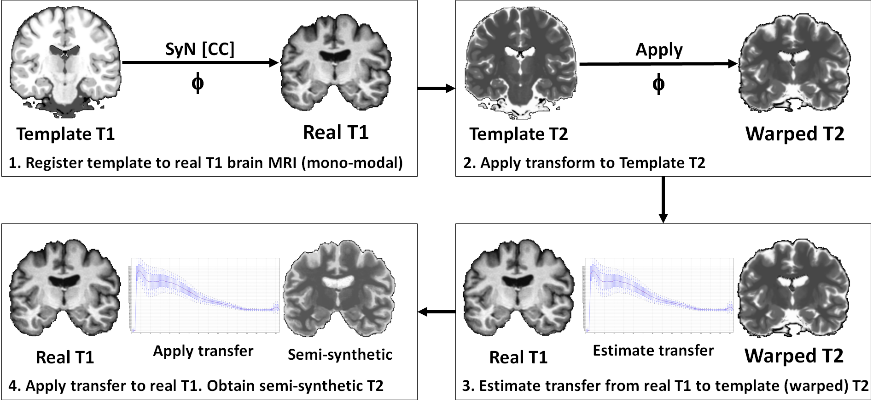 SyN [CC]
ϕ
Template T1
Real T1
1. Register template to real T1 brain MRI (mono-modal)
Apply
ϕ
Template T2
Warped T2
2. Apply transform to Template T2
Real T1
Estimate transfer
Warped T2
3. Estimate transfer from real T1 to template (warped) T2
Real T1
Apply transfer
Semi-synthetic
4. Apply transfer to real T1. Obtain semi-synthetic T2